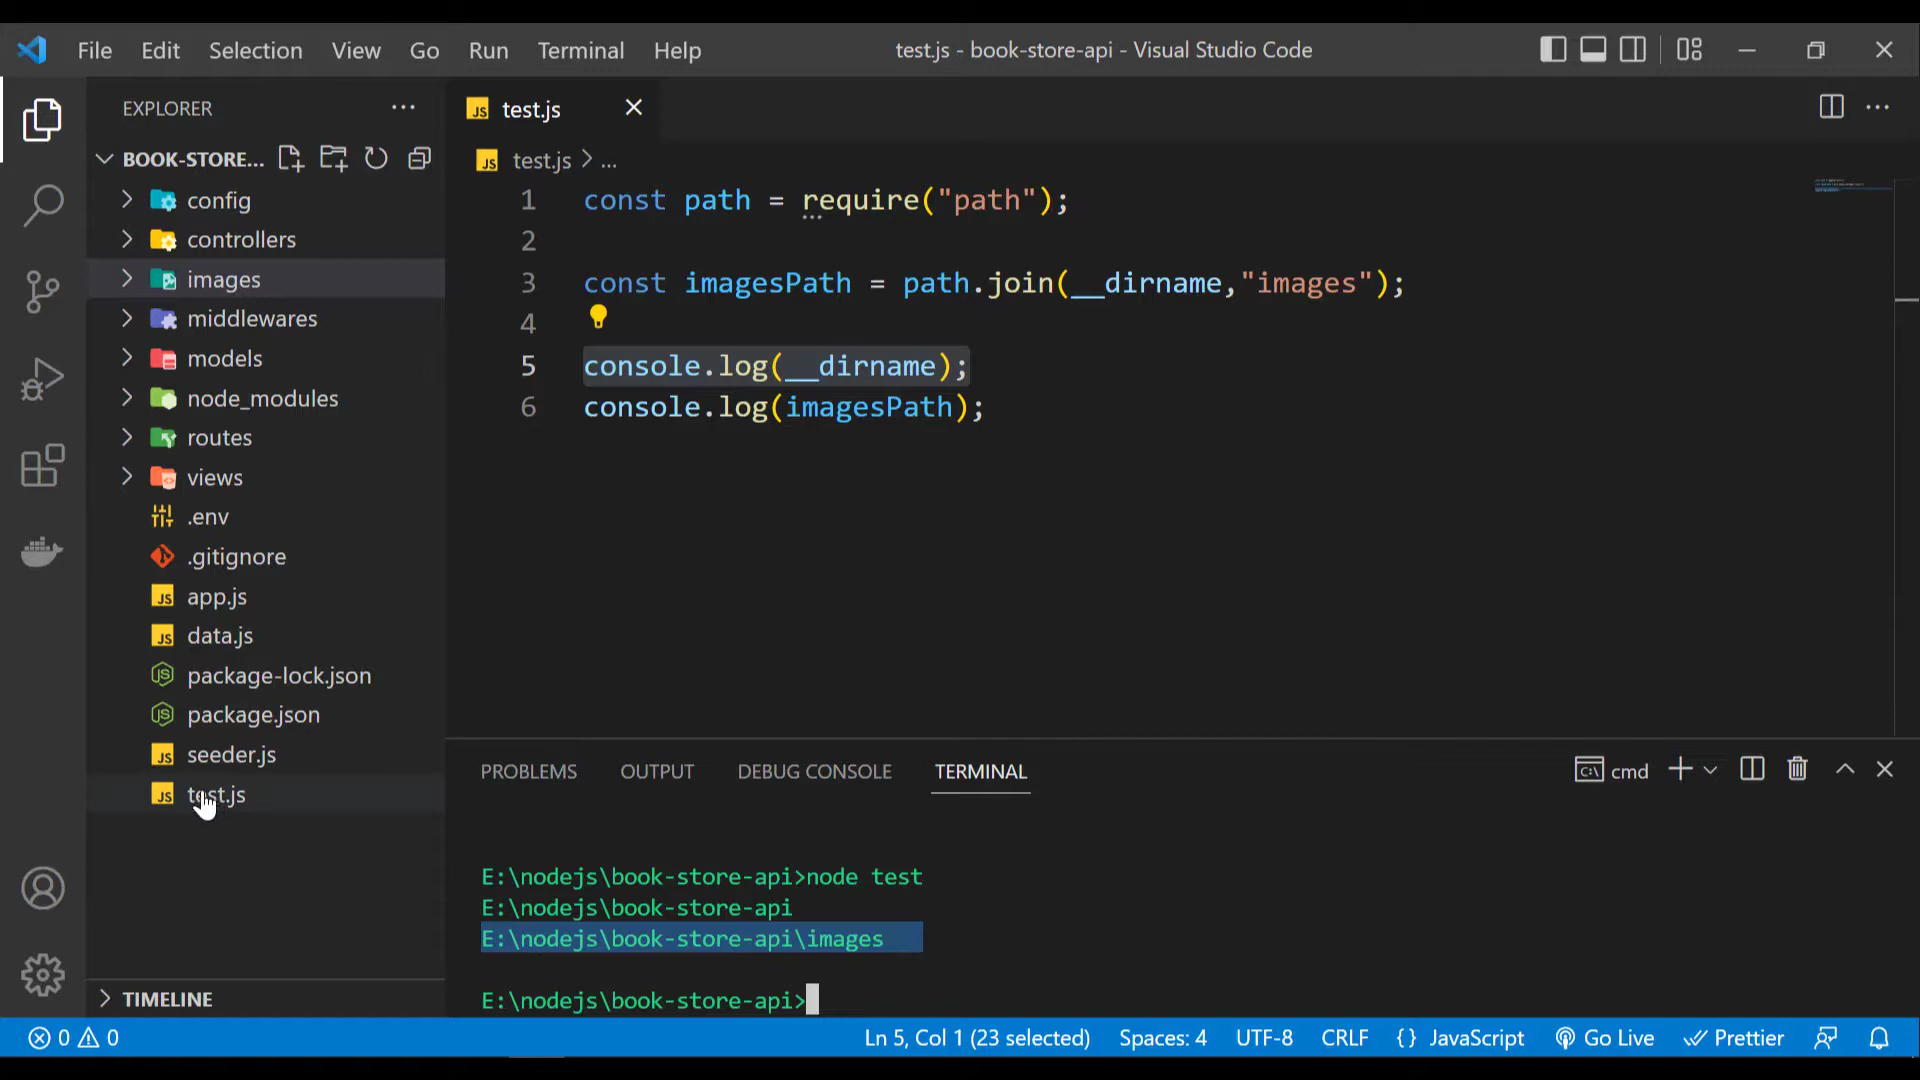 File Edit Selection View Go Run Terminal Help test.js - book-store-api - Visual Studio Code
EXPLORER
BOOK-STORE...
config
controllers
images
middlewares
models
node_modules
routes
views
.env
.gitignore
app.js
data.js
package-lock.json
package.json
seeder.js
test.js
TIMELINE
JS test.js
JS test.js > ...
1 const path = require("path");
2
3 const imagesPath = path.join(__dirname,"images");
4
5 console.log(__dirname);
6 console.log(imagesPath);
PROBLEMS OUTPUT DEBUG CONSOLE TERMINAL cmd
E:\nodejs\book-store-api>node test
E:\nodejs\book-store-api
E:\nodejs\book-store-api\images
E:\nodejs\book-store-api>
0 0 Ln 5, Col 1 (23 selected) Spaces: 4 UTF-8 CRLF {} JavaScript Go Live Prettier